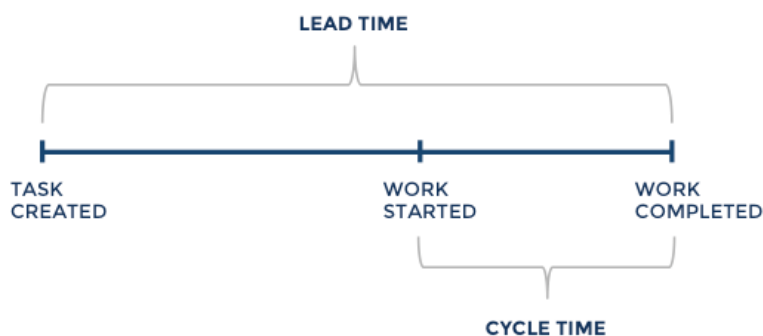 LEAD TIME
TASK
CREATED
WORK
STARTED
WORK
COMPLETED
CYCLE TIME